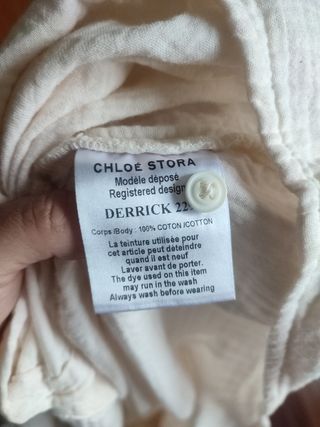 CHLOÉ STORA
Modèle déposé
Registered design
DERRICK 22
Corps /Body : 100% COTON /COTTON
La teinture utilisée pour
cet article peut déteindre
quand il est neuf
Laver avant de porter.
The dye used on this item
may run in the wash
Always wash before wearing